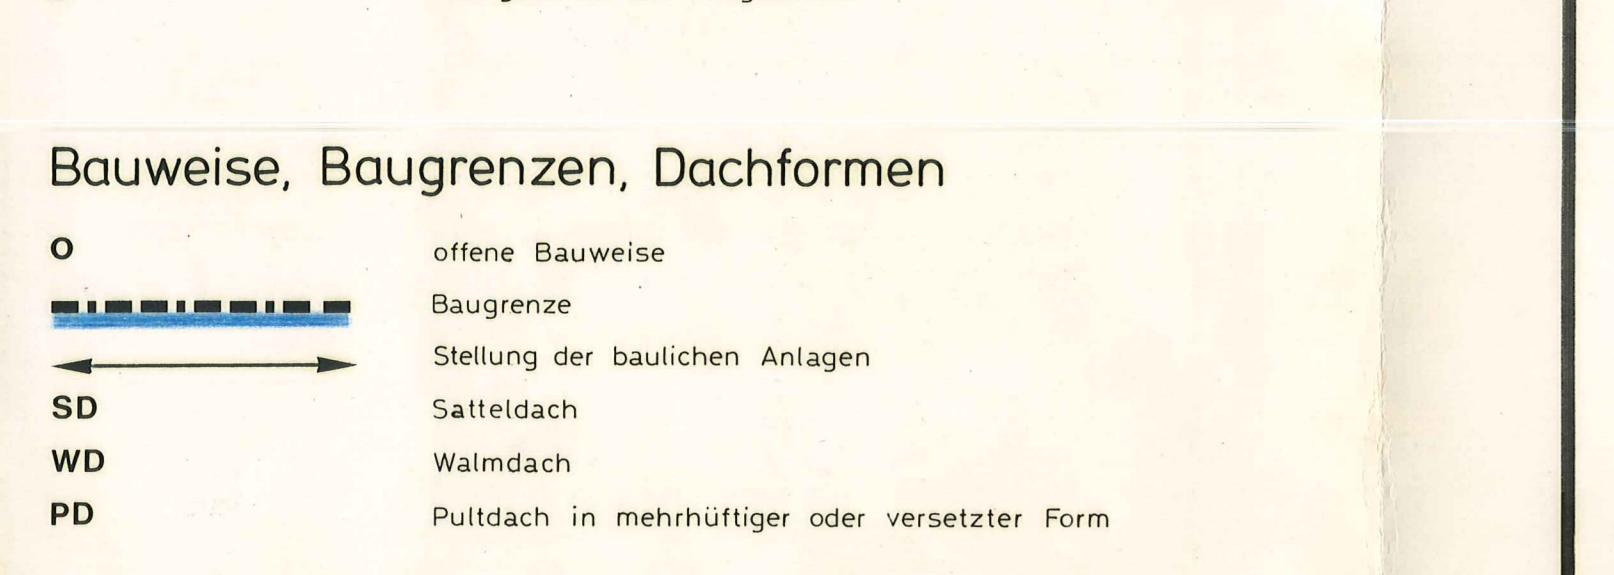 Bauweise, Baugrenzen, Dachformen
O offene Bauweise
Baugrenze
Stellung der baulichen Anlagen
SD Satteldach
WD Walmdach
PD Pultdach in mehrhüftiger oder versetzter Form